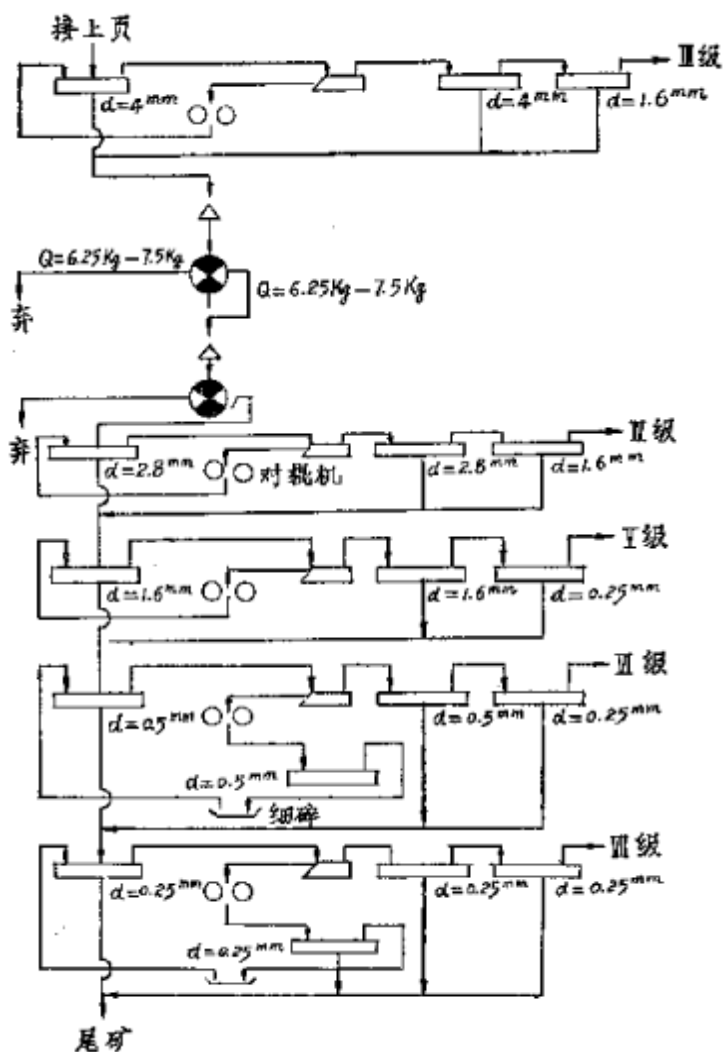 接上页
III级
d=4mm
d=4mm
d=1.6mm
Q=6.25Kg-7.5Kg
Q=6.25Kg-7.5Kg
弃
弃
IV级
d=2.8mm
对辊机
d=2.8mm
d=1.6mm
V级
d=1.6mm
d=1.6mm
d=0.25mm
VI级
d=0.5mm
d=0.5mm
d=0.25mm
d=0.5mm
细碎
VII级
d=0.25mm
d=0.25mm
d=0.25mm
d=0.25mm
尾矿